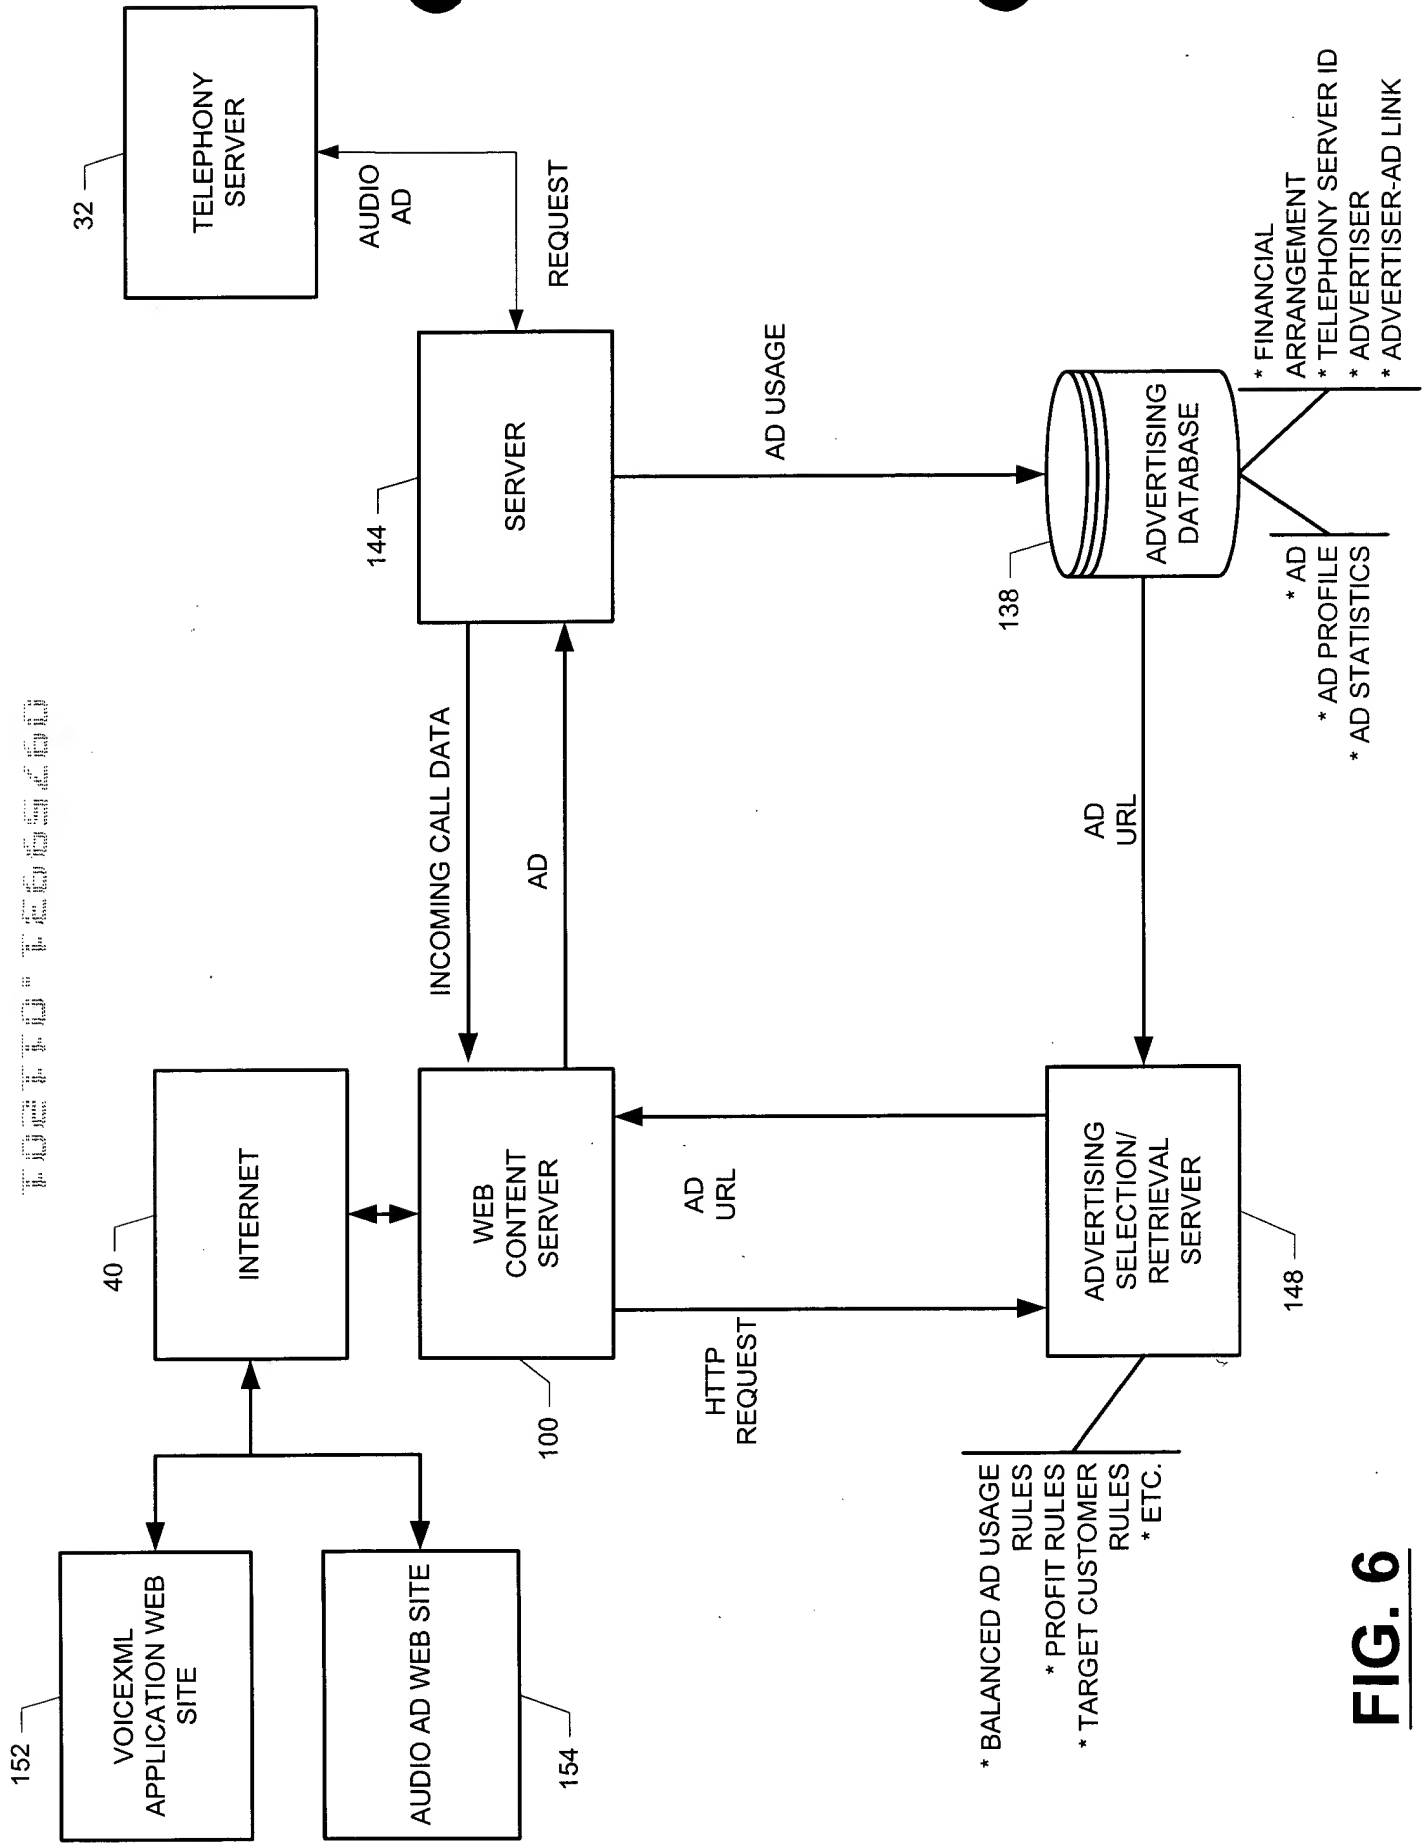 152
VOICEXML
APPLICATION WEB
SITE
AUDIO AD WEB SITE
154
40
INTERNET
100
WEB
CONTENT
SERVER
INCOMING CALL DATA
AD
144
SERVER
32
TELEPHONY
SERVER
AUDIO
AD
REQUEST
HTTP
REQUEST
AD
URL
AD USAGE
* BALANCED AD USAGE
RULES
* PROFIT RULES
* TARGET CUSTOMER
RULES
* ETC.
ADVERTISING
SELECTION/
RETRIEVAL
SERVER
148
AD
URL
138
ADVERTISING
DATABASE
* AD
* AD PROFILE
* AD STATISTICS
* FINANCIAL
ARRANGEMENT
* TELEPHONY SERVER ID
* ADVERTISER
* ADVERTISER-AD LINK
FIG. 6